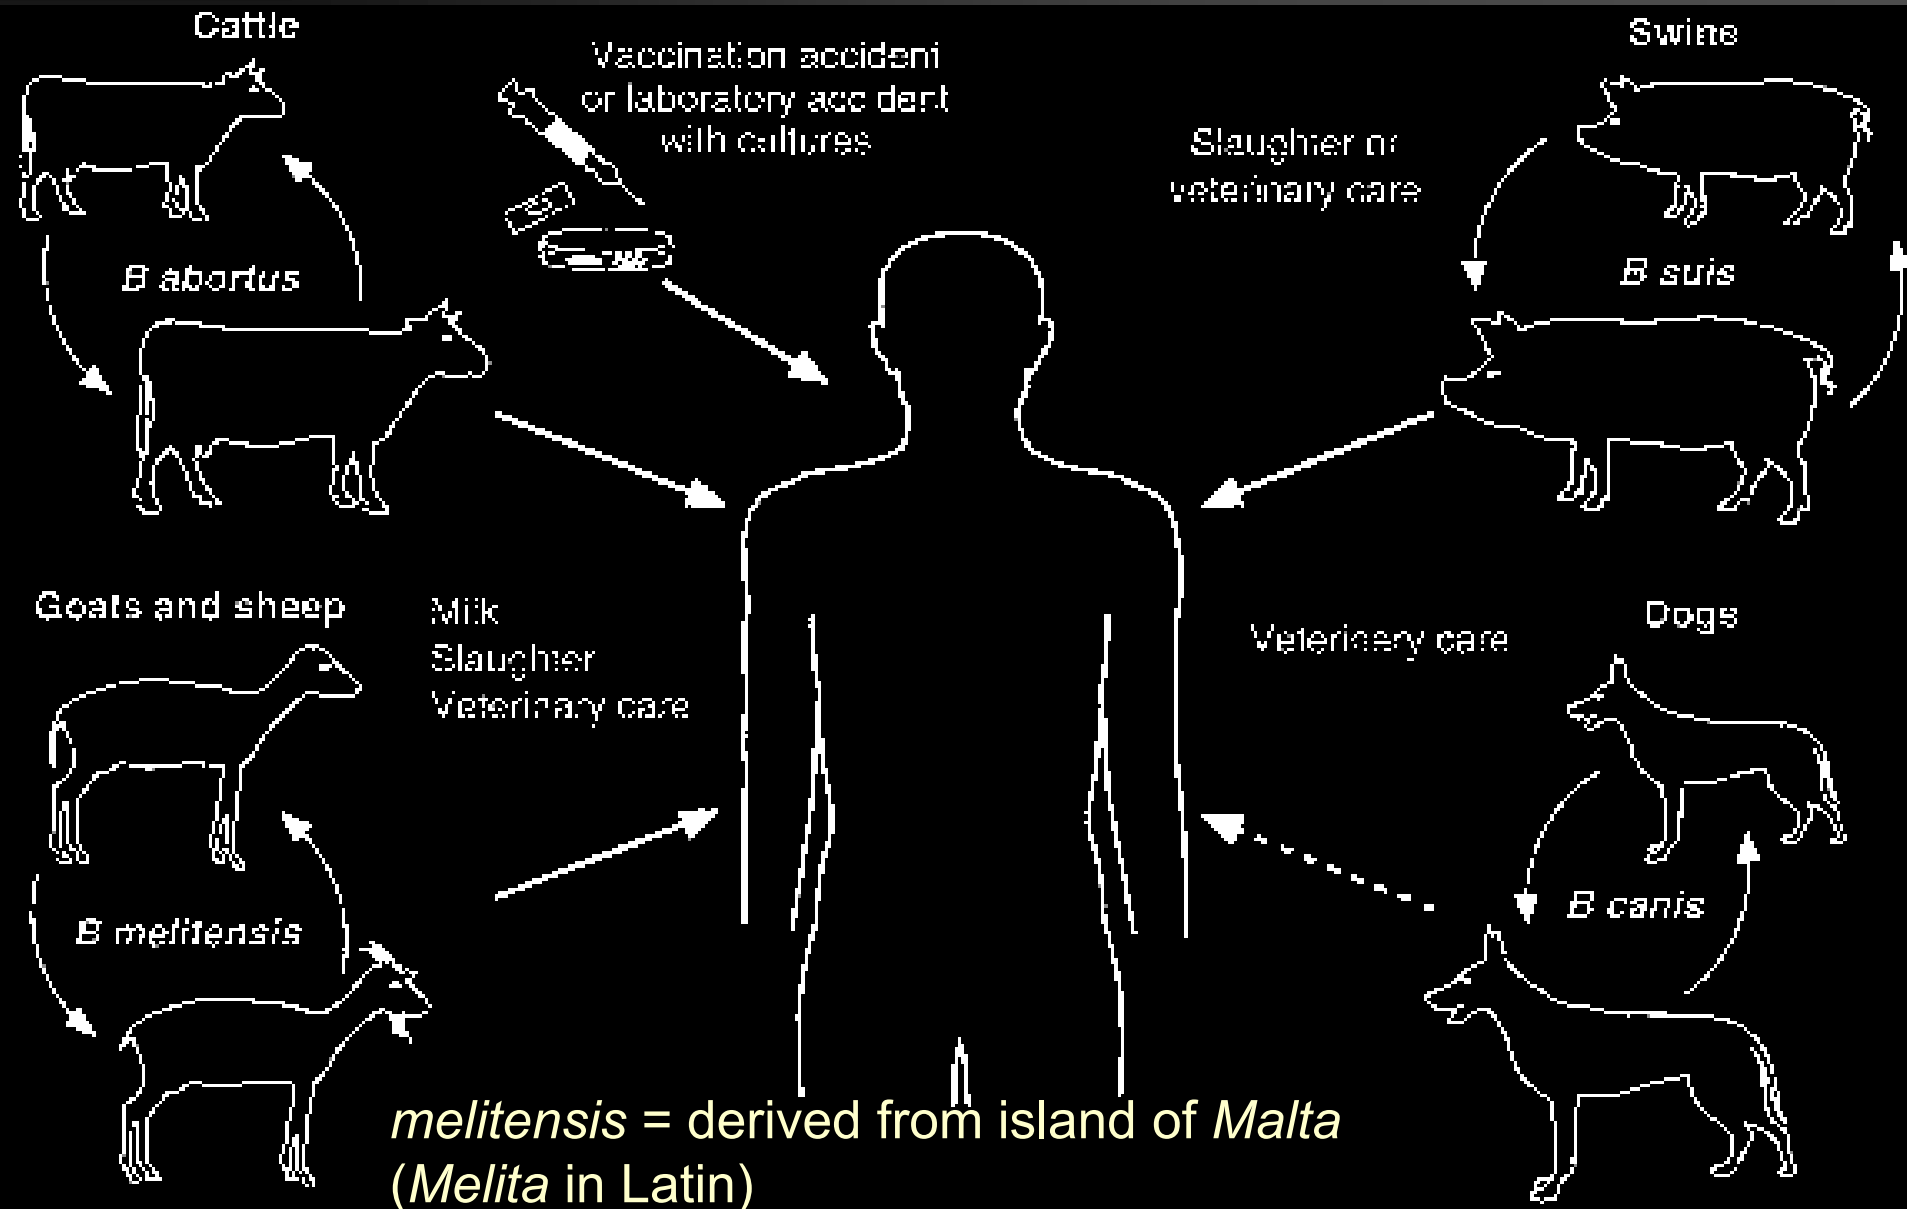 Cattle
Vaccination accident
or laboratory accident
with cultures
Swine
Slaughter or
veterinary care
B abortus
B suis
Goats and sheep
Milk
Slaughter
Veterinary care
Veterinary care
Dogs
B melitensis
B canis
melitensis = derived from island of Malta
(Melita in Latin)